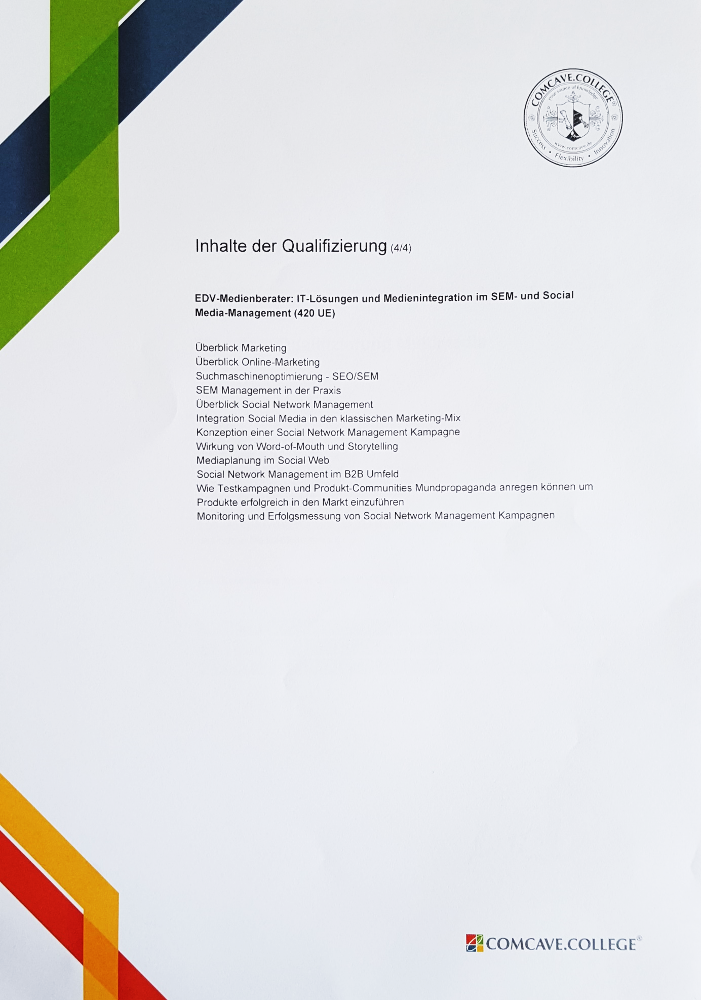 COMCAVE.COLLEGE®
your source of knowledge
www.comcave.de
Success • Flexibility • Innovation
Inhalte der Qualifizierung (4/4)
EDV-Medienberater: IT-Lösungen und Medienintegration im SEM- und Social
Media-Management (420 UE)
Überblick Marketing
Überblick Online-Marketing
Suchmaschinenoptimierung - SEO/SEM
SEM Management in der Praxis
Überblick Social Network Management
Integration Social Media in den klassischen Marketing-Mix
Konzeption einer Social Network Management Kampagne
Wirkung von Word-of-Mouth und Storytelling
Mediaplanung im Social Web
Social Network Management im B2B Umfeld
Wie Testkampagnen und Produkt-Communities Mundpropaganda anregen können um
Produkte erfolgreich in den Markt einzuführen
Monitoring und Erfolgsmessung von Social Network Management Kampagnen
COMCAVE.COLLEGE®